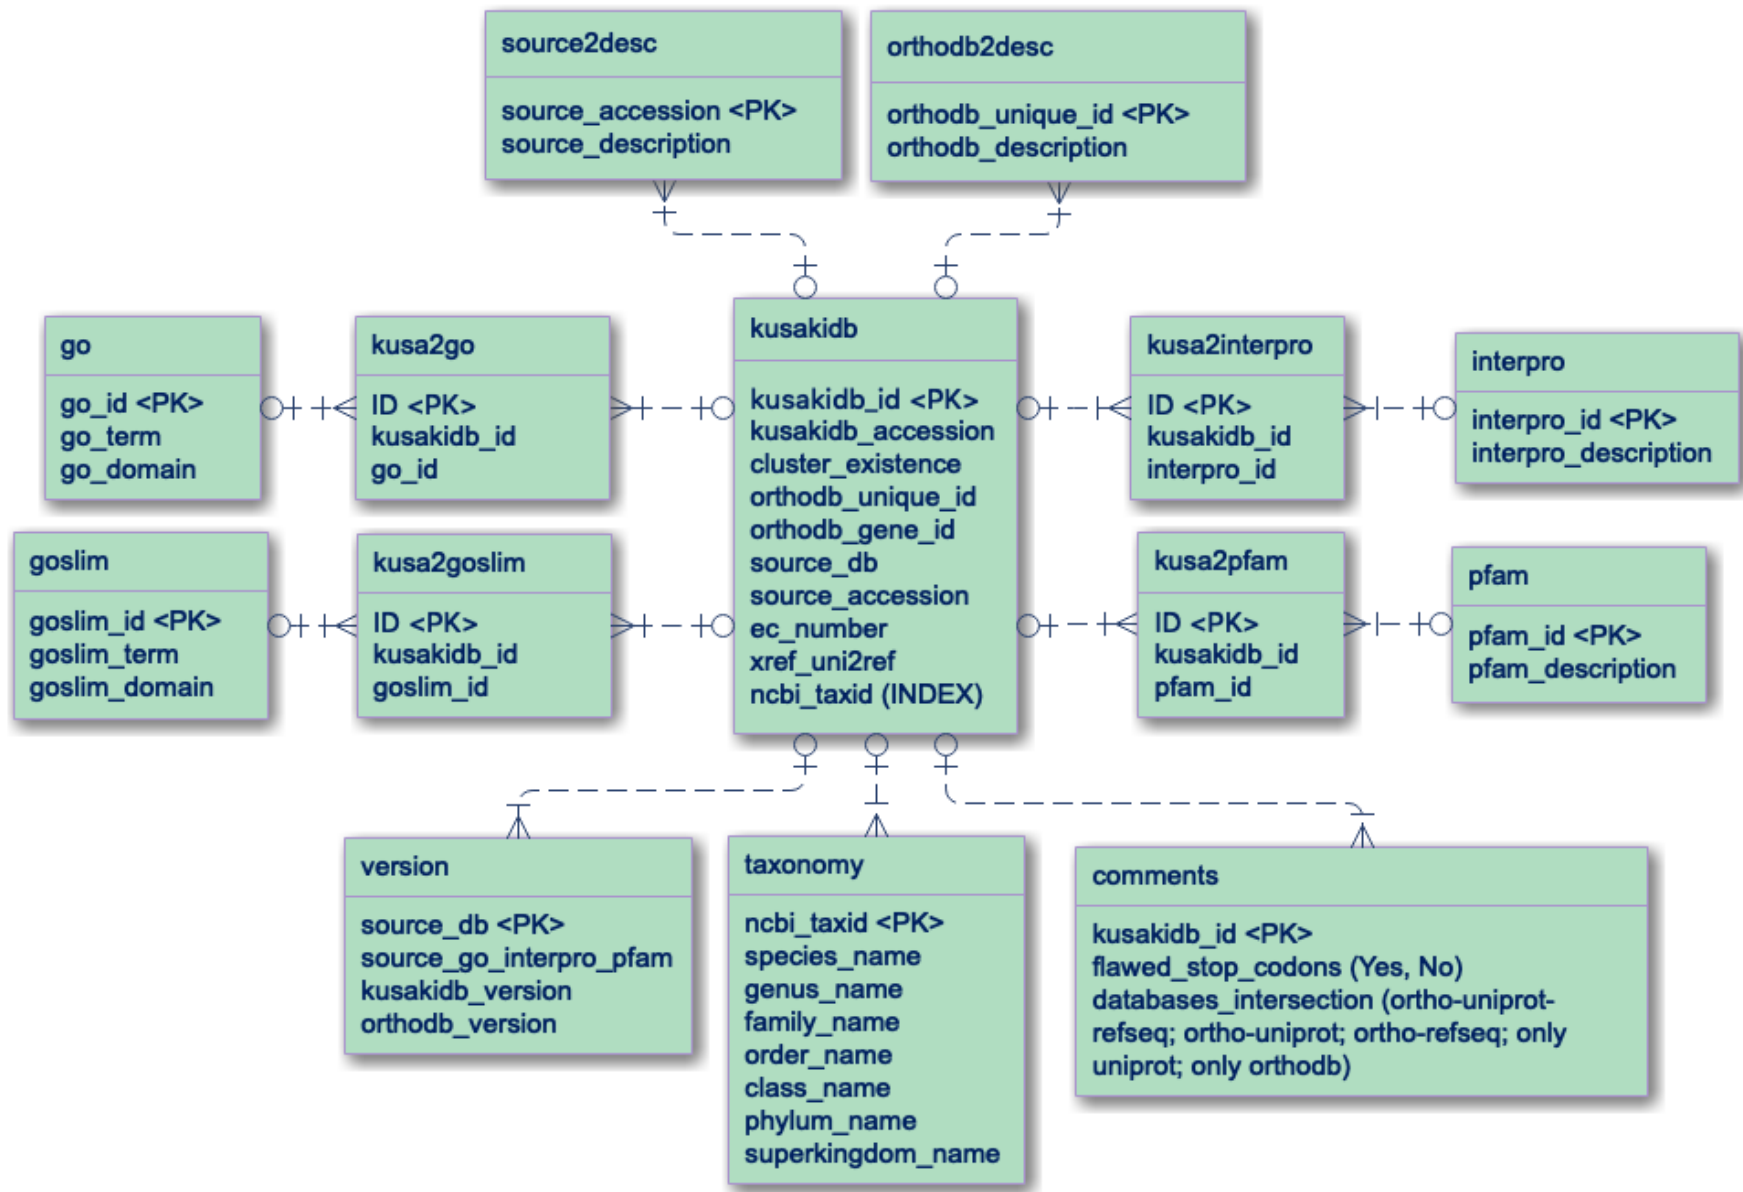 source2desc
source_accession <PK>
source_description
orthodb2desc
orthodb_unique_id <PK>
orthodb_description
go
go_id <PK>
go_term
go_domain
kusa2go
ID <PK>
kusakidb_id
go_id
kusakidb
kusakidb_id <PK>
kusakidb_accession
cluster_existence
orthodb_unique_id
orthodb_gene_id
source_db
source_accession
ec_number
xref_uni2ref
ncbi_taxid (INDEX)
kusa2interpro
ID <PK>
kusakidb_id
interpro_id
interpro
interpro_id <PK>
interpro_description
goslim
goslim_id <PK>
goslim_term
goslim_domain
kusa2goslim
ID <PK>
kusakidb_id
goslim_id
kusa2pfam
ID <PK>
kusakidb_id
pfam_id
pfam
pfam_id <PK>
pfam_description
version
source_db <PK>
source_go_interpro_pfam
kusakidb_version
orthodb_version
taxonomy
ncbi_taxid <PK>
species_name
genus_name
family_name
order_name
class_name
phylum_name
superkingdom_name
comments
kusakidb_id <PK>
flawed_stop_codons (Yes, No)
databases_intersection (ortho-uniprot-
refseq; ortho-uniprot; ortho-refseq; only
uniprot; only orthodb)